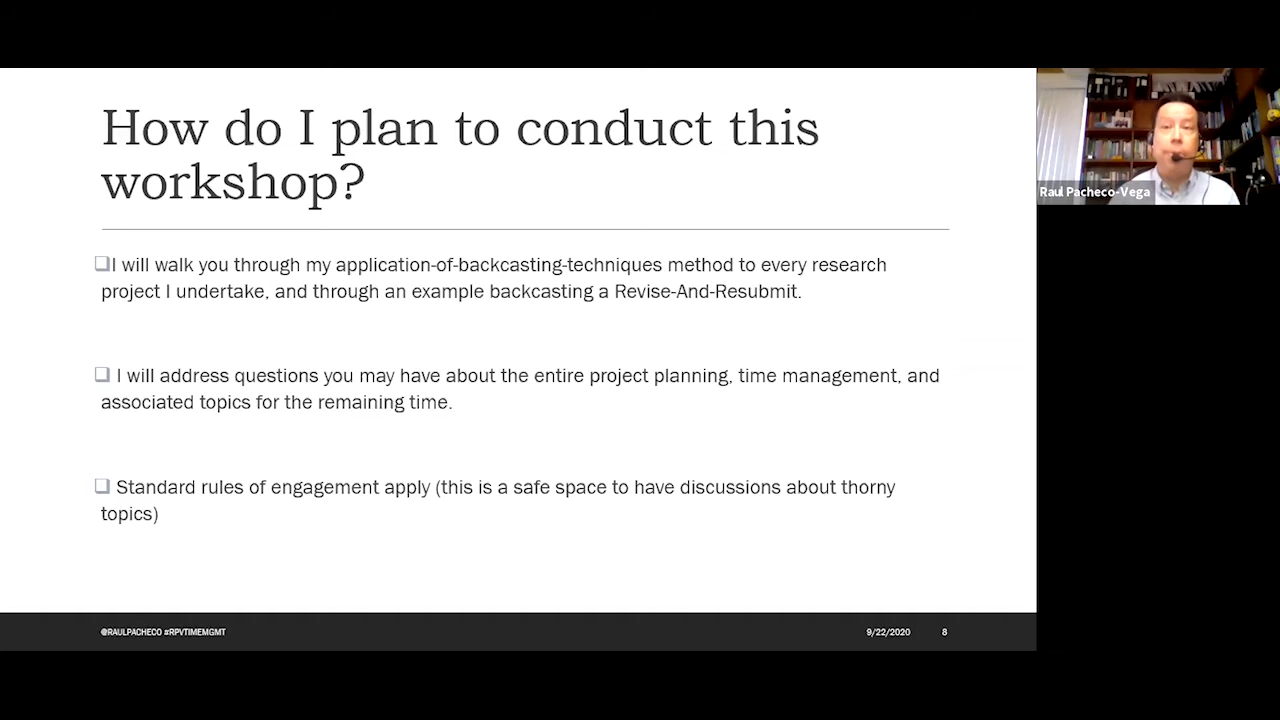 How do I plan to conduct this
workshop?
I will walk you through my application-of-backcasting-techniques method to every research
project I undertake, and through an example backcasting a Revise-And-Resubmit.
I will address questions you may have about the entire project planning, time management, and
associated topics for the remaining time.
Standard rules of engagement apply (this is a safe space to have discussions about thorny
topics)
@RAULPACHECO #RPVTIMEMGMT
9/22/2020
8
Raul Pacheco-Vega